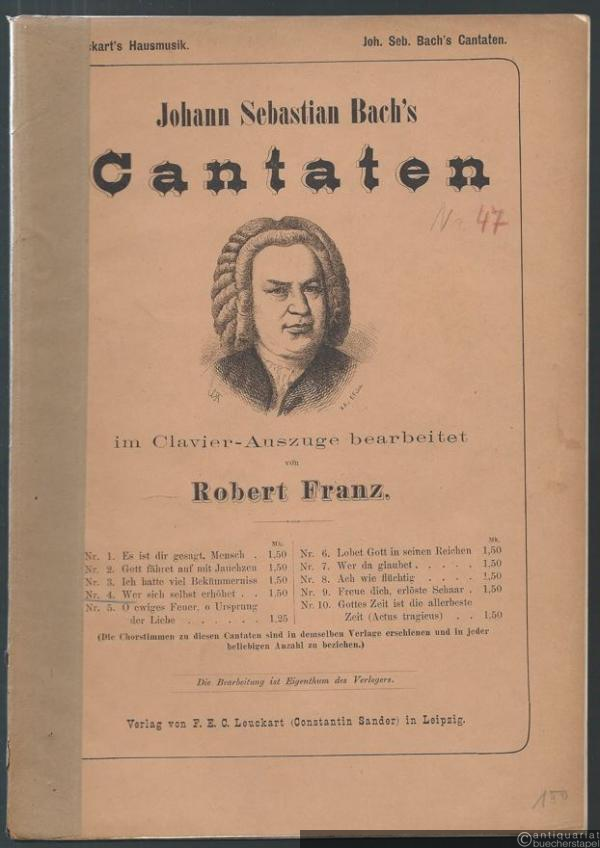 ckart's Hausmusik.
Joh. Seb. Bach's Cantaten.
Johann Sebastian Bach's
Cantaten
Nr. 47
im Clavier-Auszuge bearbeitet
von
Robert Franz.
Mk.
Nr. 1. Es ist dir gesagt, Mensch . 1,50
Nr. 2. Gott fähret auf mit Jauchzen 1,50
Nr. 3. Ich hatte viel Bekümmerniss 1,50
Nr. 4. Wer sich selbst erhöhet . . 1,50
Nr. 5. O ewiges Feuer, o Ursprung
der Liebe . . . . . . 1,25
Mk.
Nr. 6. Lobet Gott in seinen Reichen 1,50
Nr. 7. Wer da glaubet . . . . . 1,50
Nr. 8. Ach wie flüchtig . . . . 1,50
Nr. 9. Freue dich, erlöste Schaar . 1,50
Nr. 10. Gottes Zeit ist die allerbeste
Zeit (Actus tragicus) . . 1,50
(Die Chorstimmen zu diesen Cantaten sind in demselben Verlage erschienen und in jeder
beliebigen Anzahl zu beziehen.)
Die Bearbeitung ist Eigenthum des Verlegers.
Verlag von F. E. C. Leuckart (Constantin Sander) in Leipzig.
150
antiquariat
buecherstapel